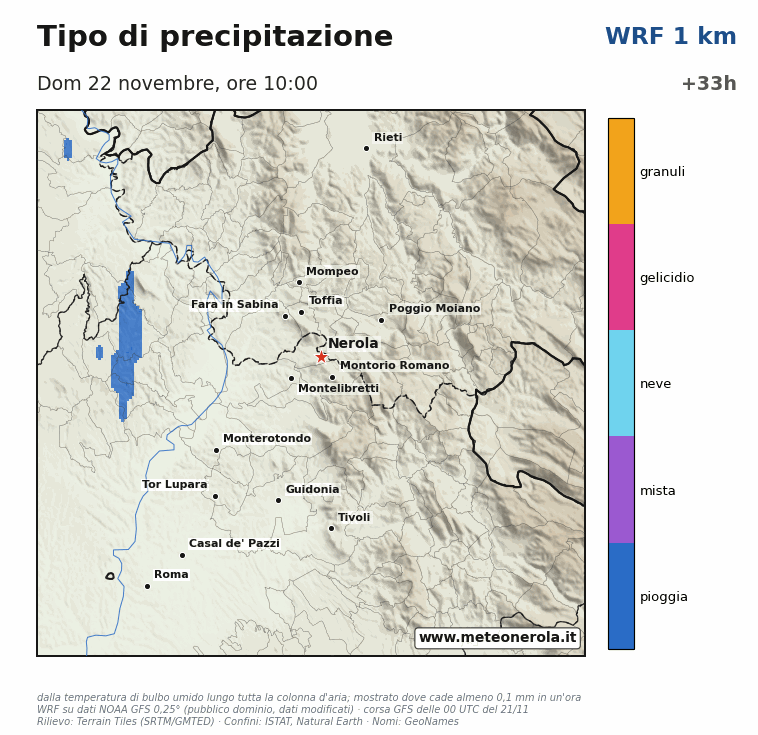 Tipo di precipitazione
WRF 1 km
Dom 22 novembre, ore 10:00
+33h
Rieti
Mompeo
Fara in Sabina
Toffia
Poggio Moiano
Nerola
Montorio Romano
Montelibretti
Monterotondo
Tor Lupara
Guidonia
Tivoli
Casal de' Pazzi
Roma
www.meteonerola.it
granuli
gelicidio
neve
mista
pioggia
dalla temperatura di bulbo umido lungo tutta la colonna d'aria; mostrato dove cade almeno 0,1 mm in un'ora
WRF su dati NOAA GFS 0,25° (pubblico dominio, dati modificati) · corsa GFS delle 00 UTC del 21/11
Rilievo: Terrain Tiles (SRTM/GMTED) · Confini: ISTAT, Natural Earth · Nomi: GeoNames